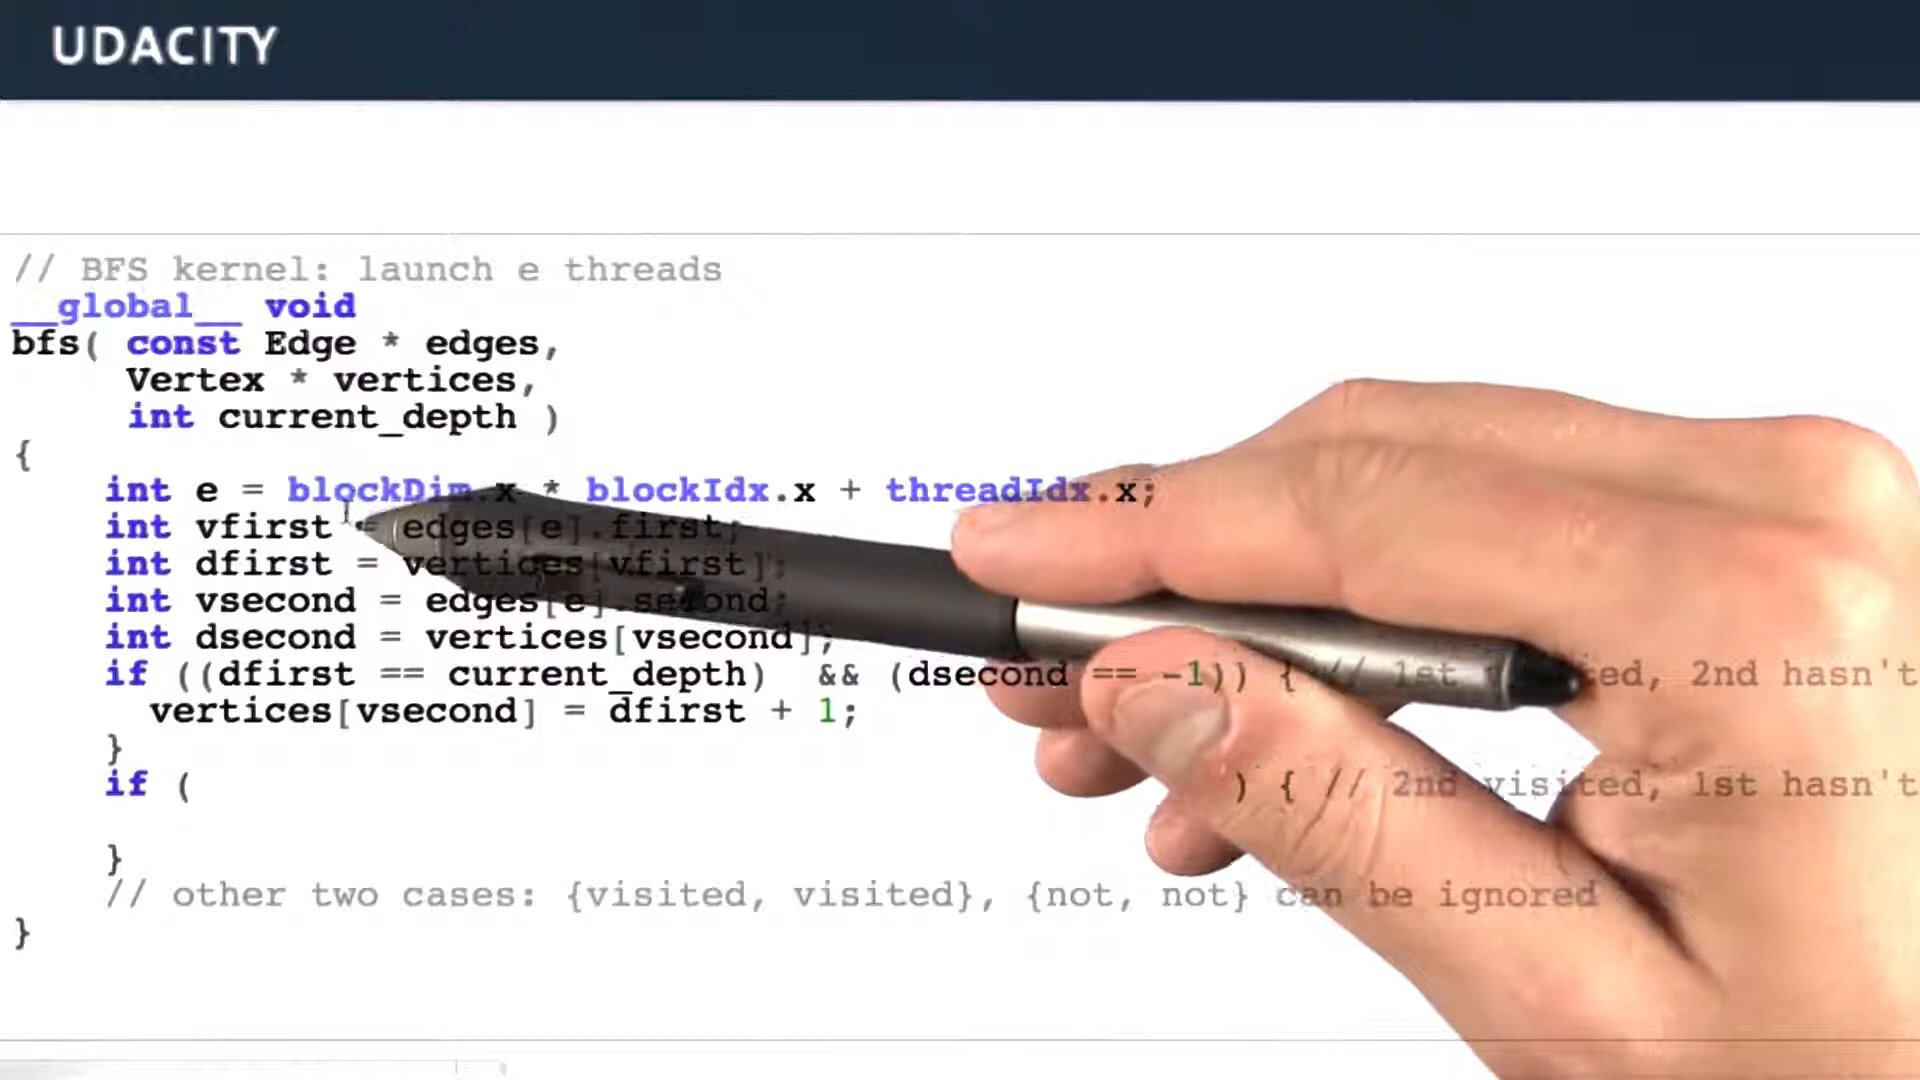 UDACITY
// BFS kernel: launch e threads
__global__ void
bfs( const Edge * edges,
Vertex * vertices,
int current_depth )
{
int e = blockDim.x * blockIdx.x + threadIdx.x;
int vfirst = edges[e].first;
int dfirst = vertices[vfirst];
int vsecond = edges[e].second;
int dsecond = vertices[vsecond];
if ((dfirst == current_depth) && (dsecond == -1)) { // 1st visited, 2nd hasn't
vertices[vsecond] = dfirst + 1;
}
if ( ) { // 2nd visited, 1st hasn't
}
// other two cases: {visited, visited}, {not, not} can be ignored
}